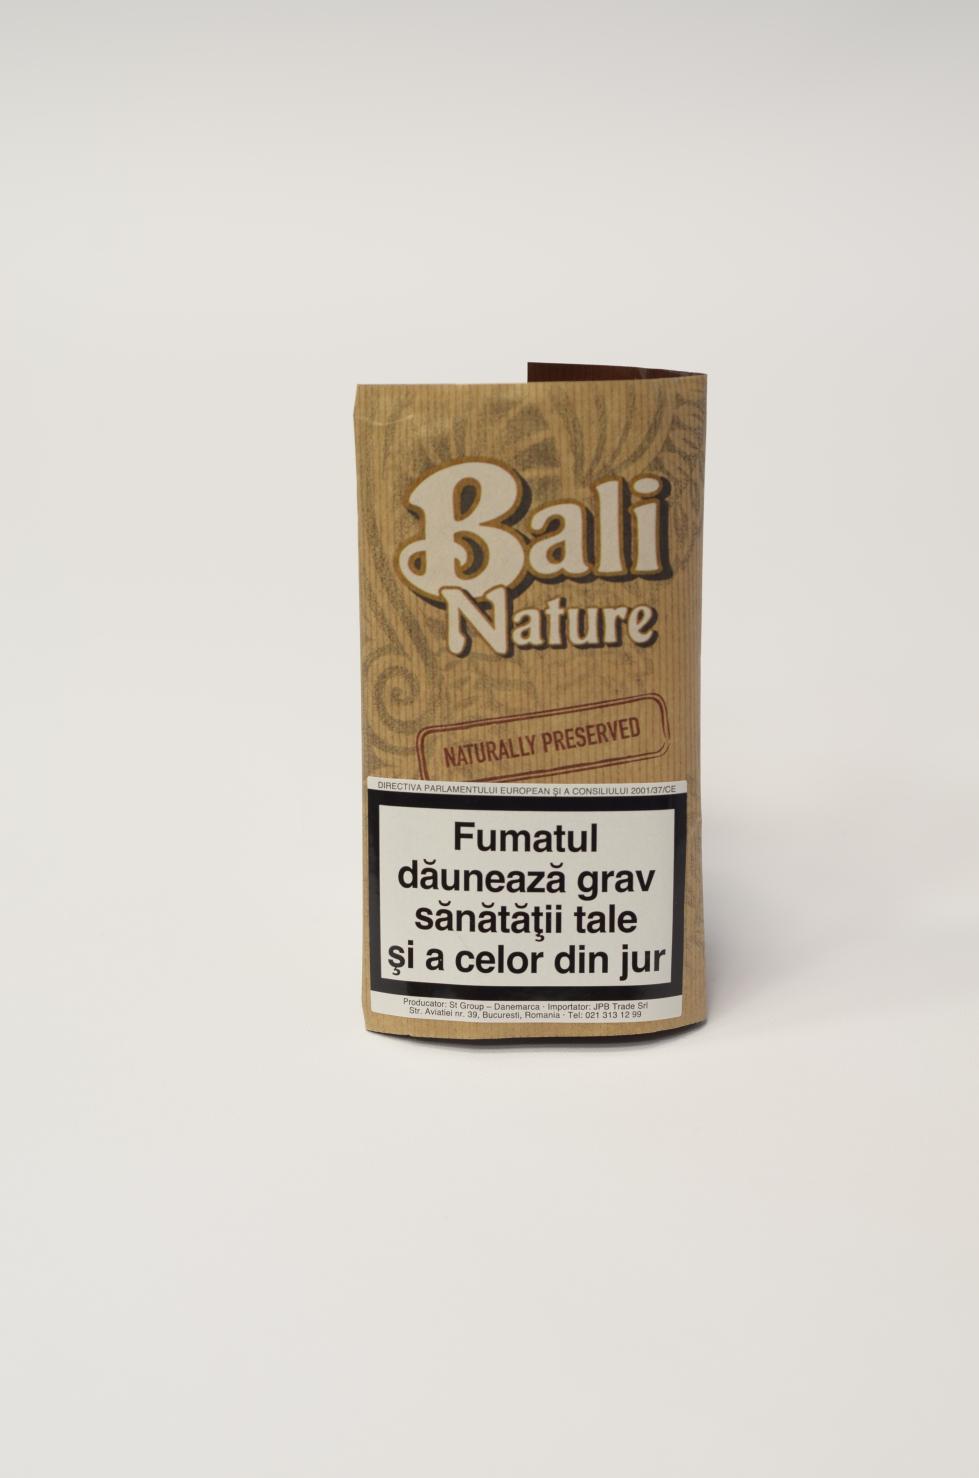 Bali
Nature
NATURALLY PRESERVED
DIRECTIVA PARLAMENTULUI EUROPEAN ŞI A CONSILIULUI 2001/37/CE
Fumatul
dăunează grav
sănătăţii tale
şi a celor din jur
Producator: St Group – Danemarca · Importator: JPB Trade Srl
Str. Aviatiei nr. 39, Bucuresti, Romania · Tel: 021 313 12 99